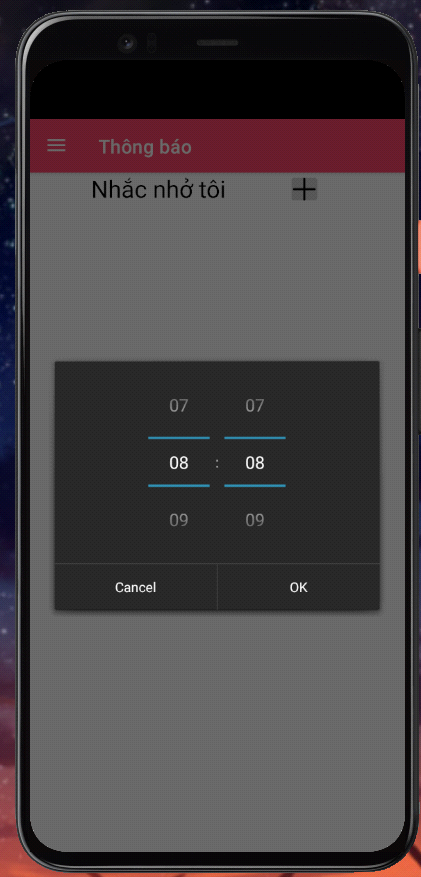 Thông báo
Nhắc nhở tôi
07 07
08 : 08
09 09
Cancel OK